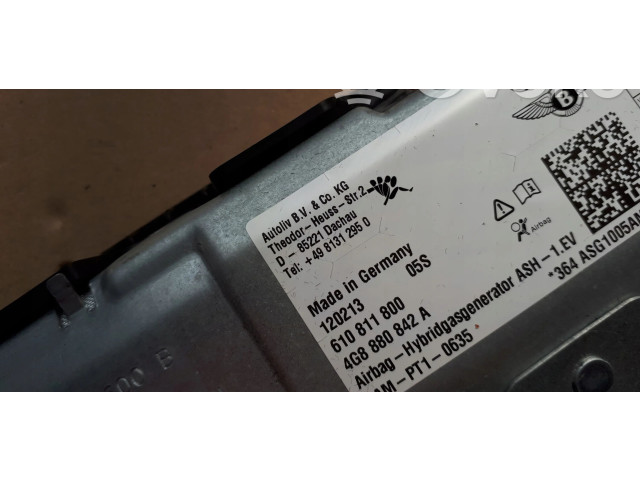 Autoliv B.V. & Co. KG
Theodor-Heuss-Str.2
D - 85221 Dachau
Tel: +49 8131 295 0
Made in Germany
120213 05S
610 811 800
4G8 880 842 A
Airbag-Hybridgasgenerator ASH-1.EV
AM-PT1-0635
*364 ASG1005A
Airbag
B